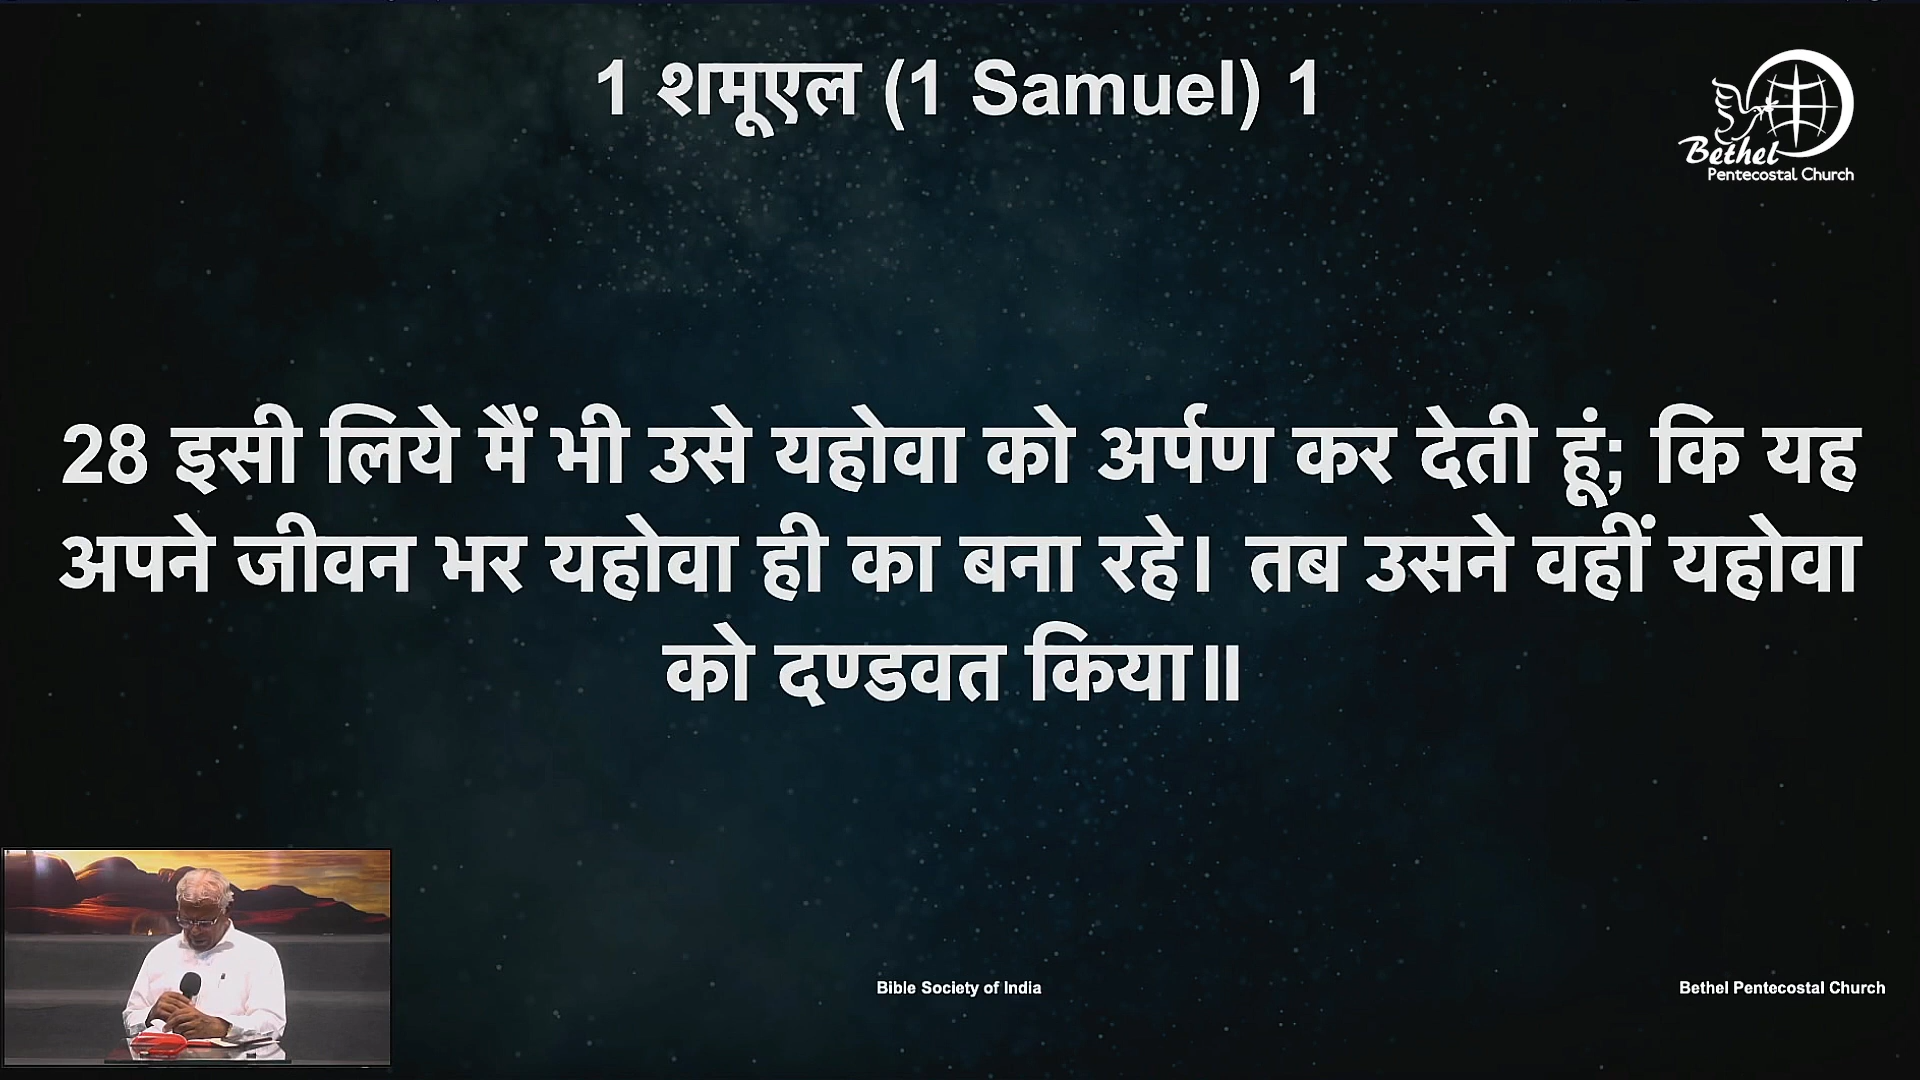 1 शमूएल (1 Samuel) 1
Bethel
Pentecostal Church
28 इसी लिये मैं भी उसे यहोवा को अर्पण कर देती हूं; कि यह
अपने जीवन भर यहोवा ही का बना रहे। तब उसने वहीं यहोवा
को दण्डवत किया॥
Bible Society of India
Bethel Pentecostal Church